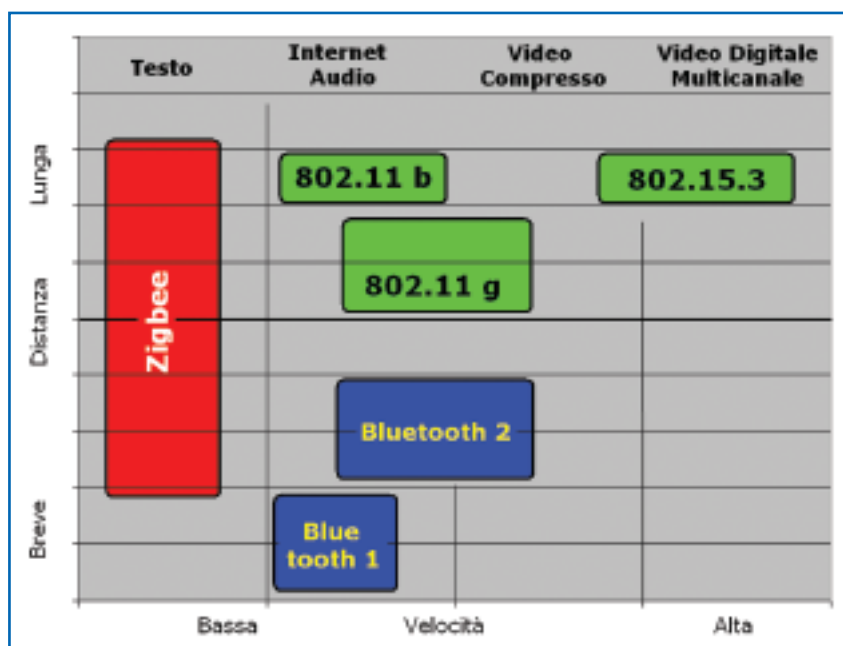 Testo
Internet
Audio
Video
Compresso
Video Digitale
Multicanale
Lunga
Distanza
Breve
Zigbee
802.11 b
802.15.3
802.11 g
Bluetooth 2
Blue
tooth 1
Bassa
Velocità
Alta